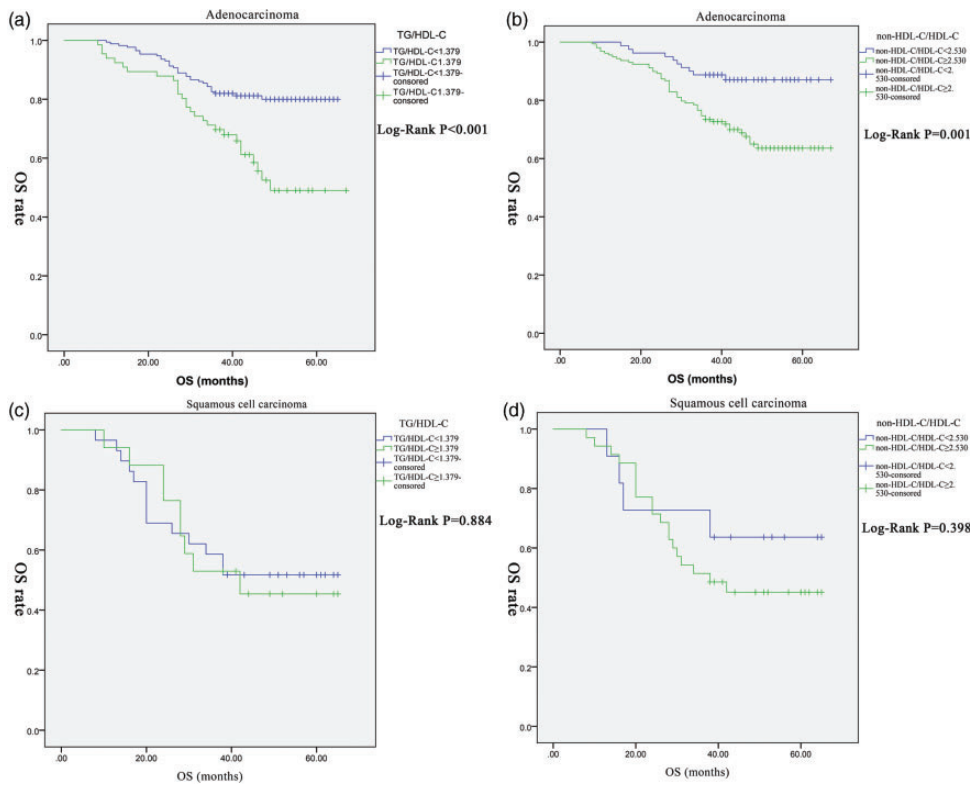 (a)
Adenocarcinoma
TG/HDL-C
TG/HDL-C<1.379
TG/HDL-C1.379
TG/HDL-C<1.379-
consored
TG/HDL-C1.379-
consored
Log-Rank P<0.001
OS rate
1.0
0.8
0.6
0.4
0.2
0.0
.00
20.00
40.00
60.00
OS (months)
(b)
Adenocarcinoma
non-HDL-C/HDL-C
non-HDL-C/HDL-C<2.530
non-HDL-C/HDL-C≥2.530
non-HDL-C/HDL-C<2.
530-consored
non-HDL-C/HDL-C≥2.
530-consored
Log-Rank P=0.001
OS rate
1.0
0.8
0.6
0.4
0.2
0.0
.00
20.00
40.00
60.00
OS (months)
(c)
Squamous cell carcinoma
TG/HDL-C
TG/HDL-C<1.379
TG/HDL-C≥1.379
TG/HDL-C<1.379-
consored
TG/HDL-C≥1.379-
consored
Log-Rank P=0.884
OS rate
1.0
0.8
0.6
0.4
0.2
0.0
.00
20.00
40.00
60.00
OS (months)
(d)
Squamous cell carcinoma
non-HDL-C/HDL-C
non-HDL-C/HDL-C<2.530
non-HDL-C/HDL-C≥2.530
non-HDL-C/HDL-C<2.
530-consored
non-HDL-C/HDL-C≥2.
530-consored
Log-Rank P=0.398
OS rate
1.0
0.8
0.6
0.4
0.2
0.0
.00
20.00
40.00
60.00
OS (months)